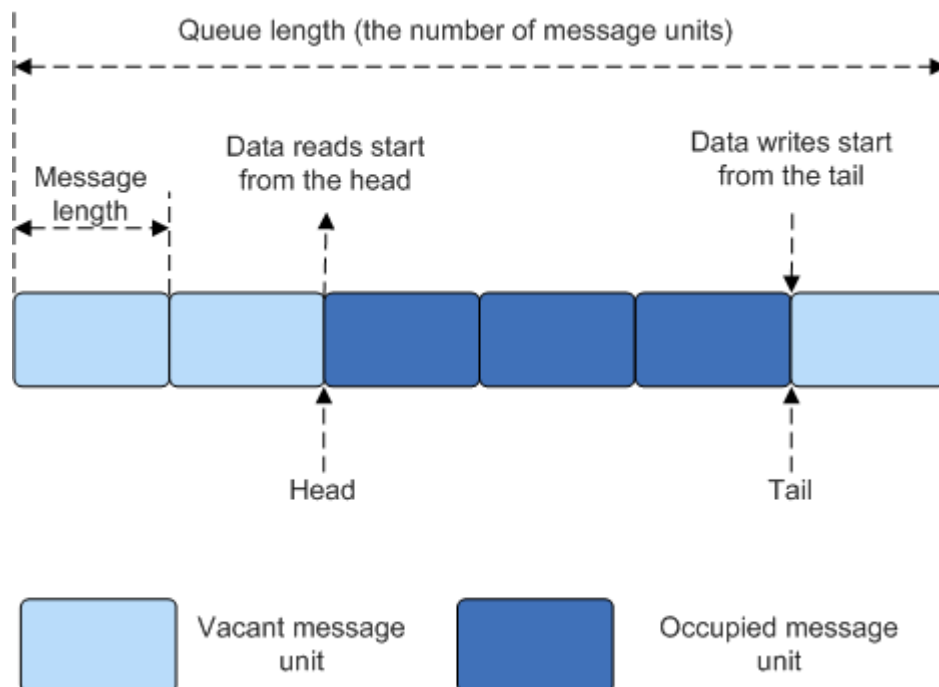 Queue length (the number of message units)
Message
length
Data reads start
from the head
Data writes start
from the tail
Head
Tail
Vacant message
unit
Occupied message
unit